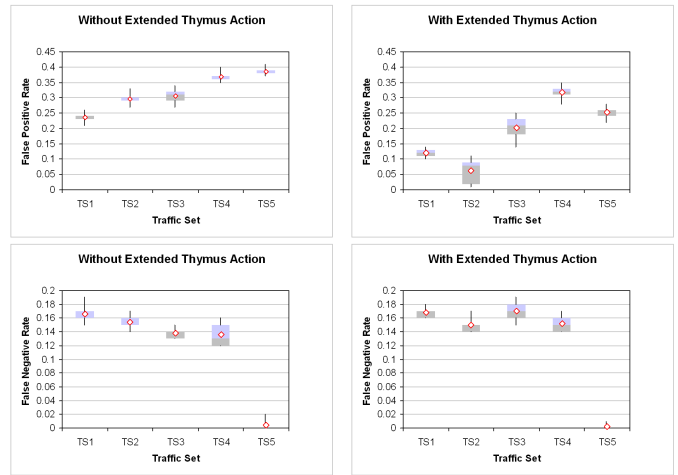 Without Extended Thymus Action
0.45
0.4
0.35
0.3
0.25
0.2
0.15
0.1
0.05
0
False Positive Rate
TS1 TS2 TS3 TS4 TS5
Traffic Set
With Extended Thymus Action
0.45
0.4
0.35
0.3
0.25
0.2
0.15
0.1
0.05
0
False Positive Rate
TS1 TS2 TS3 TS4 TS5
Traffic Set
Without Extended Thymus Action
0.2
0.18
0.16
0.14
0.12
0.1
0.08
0.06
0.04
0.02
0
False Negative Rate
TS1 TS2 TS3 TS4 TS5
Traffic Set
With Extended Thymus Action
0.2
0.18
0.16
0.14
0.12
0.1
0.08
0.06
0.04
0.02
0
False Negative Rate
TS1 TS2 TS3 TS4 TS5
Traffic Set